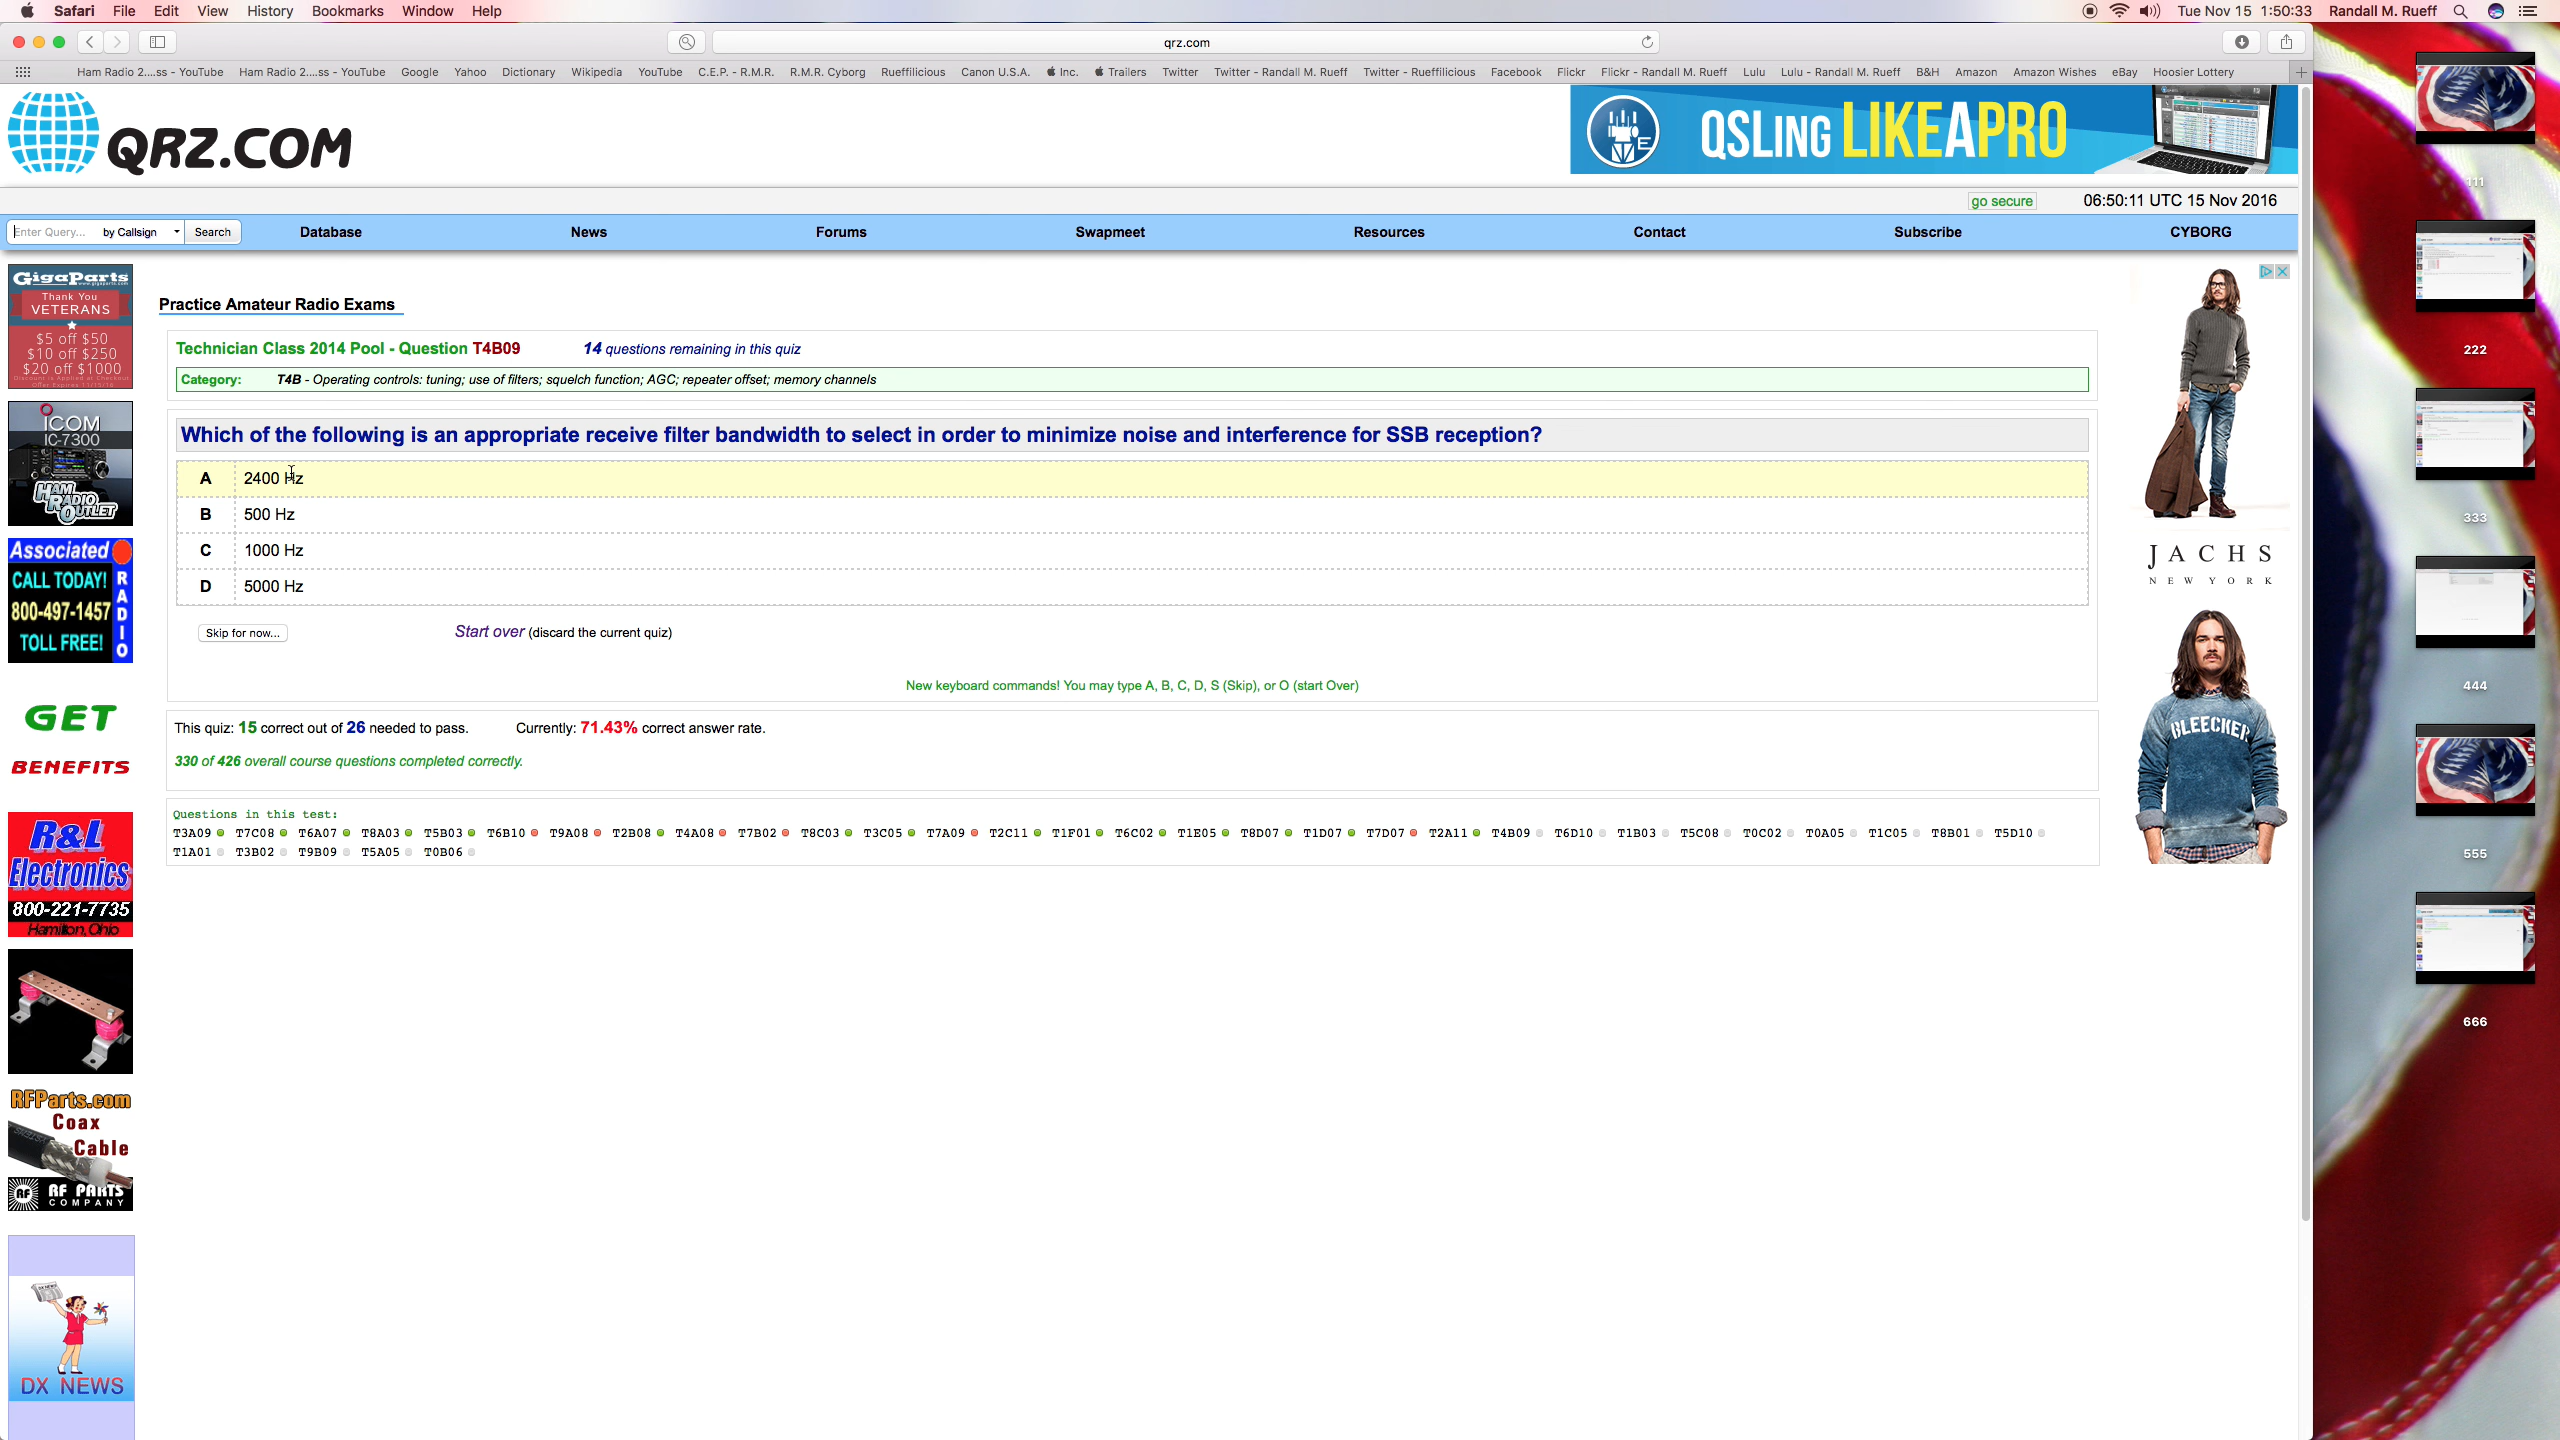 Safari File Edit View History Bookmarks Window Help
Tue Nov 15 1:50:33 Randall M. Rueff
qrz.com
Ham Radio 2....ss - YouTube Ham Radio 2....ss - YouTube Google Yahoo Dictionary Wikipedia YouTube C.E.P. - R.M.R. R.M.R. Cyborg Rueffilicious Canon U.S.A. Inc. Trailers Twitter Twitter - Randall M. Rueff Twitter - Rueffilicious Facebook Flickr Flickr - Randall M. Rueff Lulu Lulu - Randall M. Rueff B&H Amazon Amazon Wishes eBay Hoosier Lottery
QRZ.COM
QSLING LIKEAPRO
go secure 06:50:11 UTC 15 Nov 2016
Enter Query... by Callsign Search Database News Forums Swapmeet Resources Contact Subscribe CYBORG
GigaParts
Thank You
VETERANS
$5 off $50
$10 off $250
$20 off $1000
ICOM
IC-7300
HAM RADIO OUTLET
Associated
CALL TODAY!
800-497-1457
TOLL FREE!
RADIO
GET
BENEFITS
R&L
Electronics
800-221-7735
Hamilton, Ohio
RFParts.com
Coax
Cable
RF RF PARTS
COMPANY
DX NEWS
Practice Amateur Radio Exams
Technician Class 2014 Pool - Question T4B09 14 questions remaining in this quiz
Category: T4B - Operating controls: tuning; use of filters; squelch function; AGC; repeater offset; memory channels
Which of the following is an appropriate receive filter bandwidth to select in order to minimize noise and interference for SSB reception?
A 2400 Hz
B 500 Hz
C 1000 Hz
D 5000 Hz
Skip for now... Start over (discard the current quiz)
New keyboard commands! You may type A, B, C, D, S (Skip), or O (start Over)
This quiz: 15 correct out of 26 needed to pass. Currently: 71.43% correct answer rate.
330 of 426 overall course questions completed correctly.
Questions in this test:
T3A09 T7C08 T6A07 T8A03 T5B03 T6B10 T9A08 T2B08 T4A08 T7B02 T8C03 T3C05 T7A09 T2C11 T1F01 T6C02 T1E05 T8D07 T1D07 T7D07 T2A11 T4B09 T6D10 T1B03 T5C08 T0C02 T0A05 T1C05 T8B01 T5D10
T1A01 T3B02 T9B09 T5A05 T0B06
JACHS
NEW YORK
BLEECKER
111
222
333
444
555
666